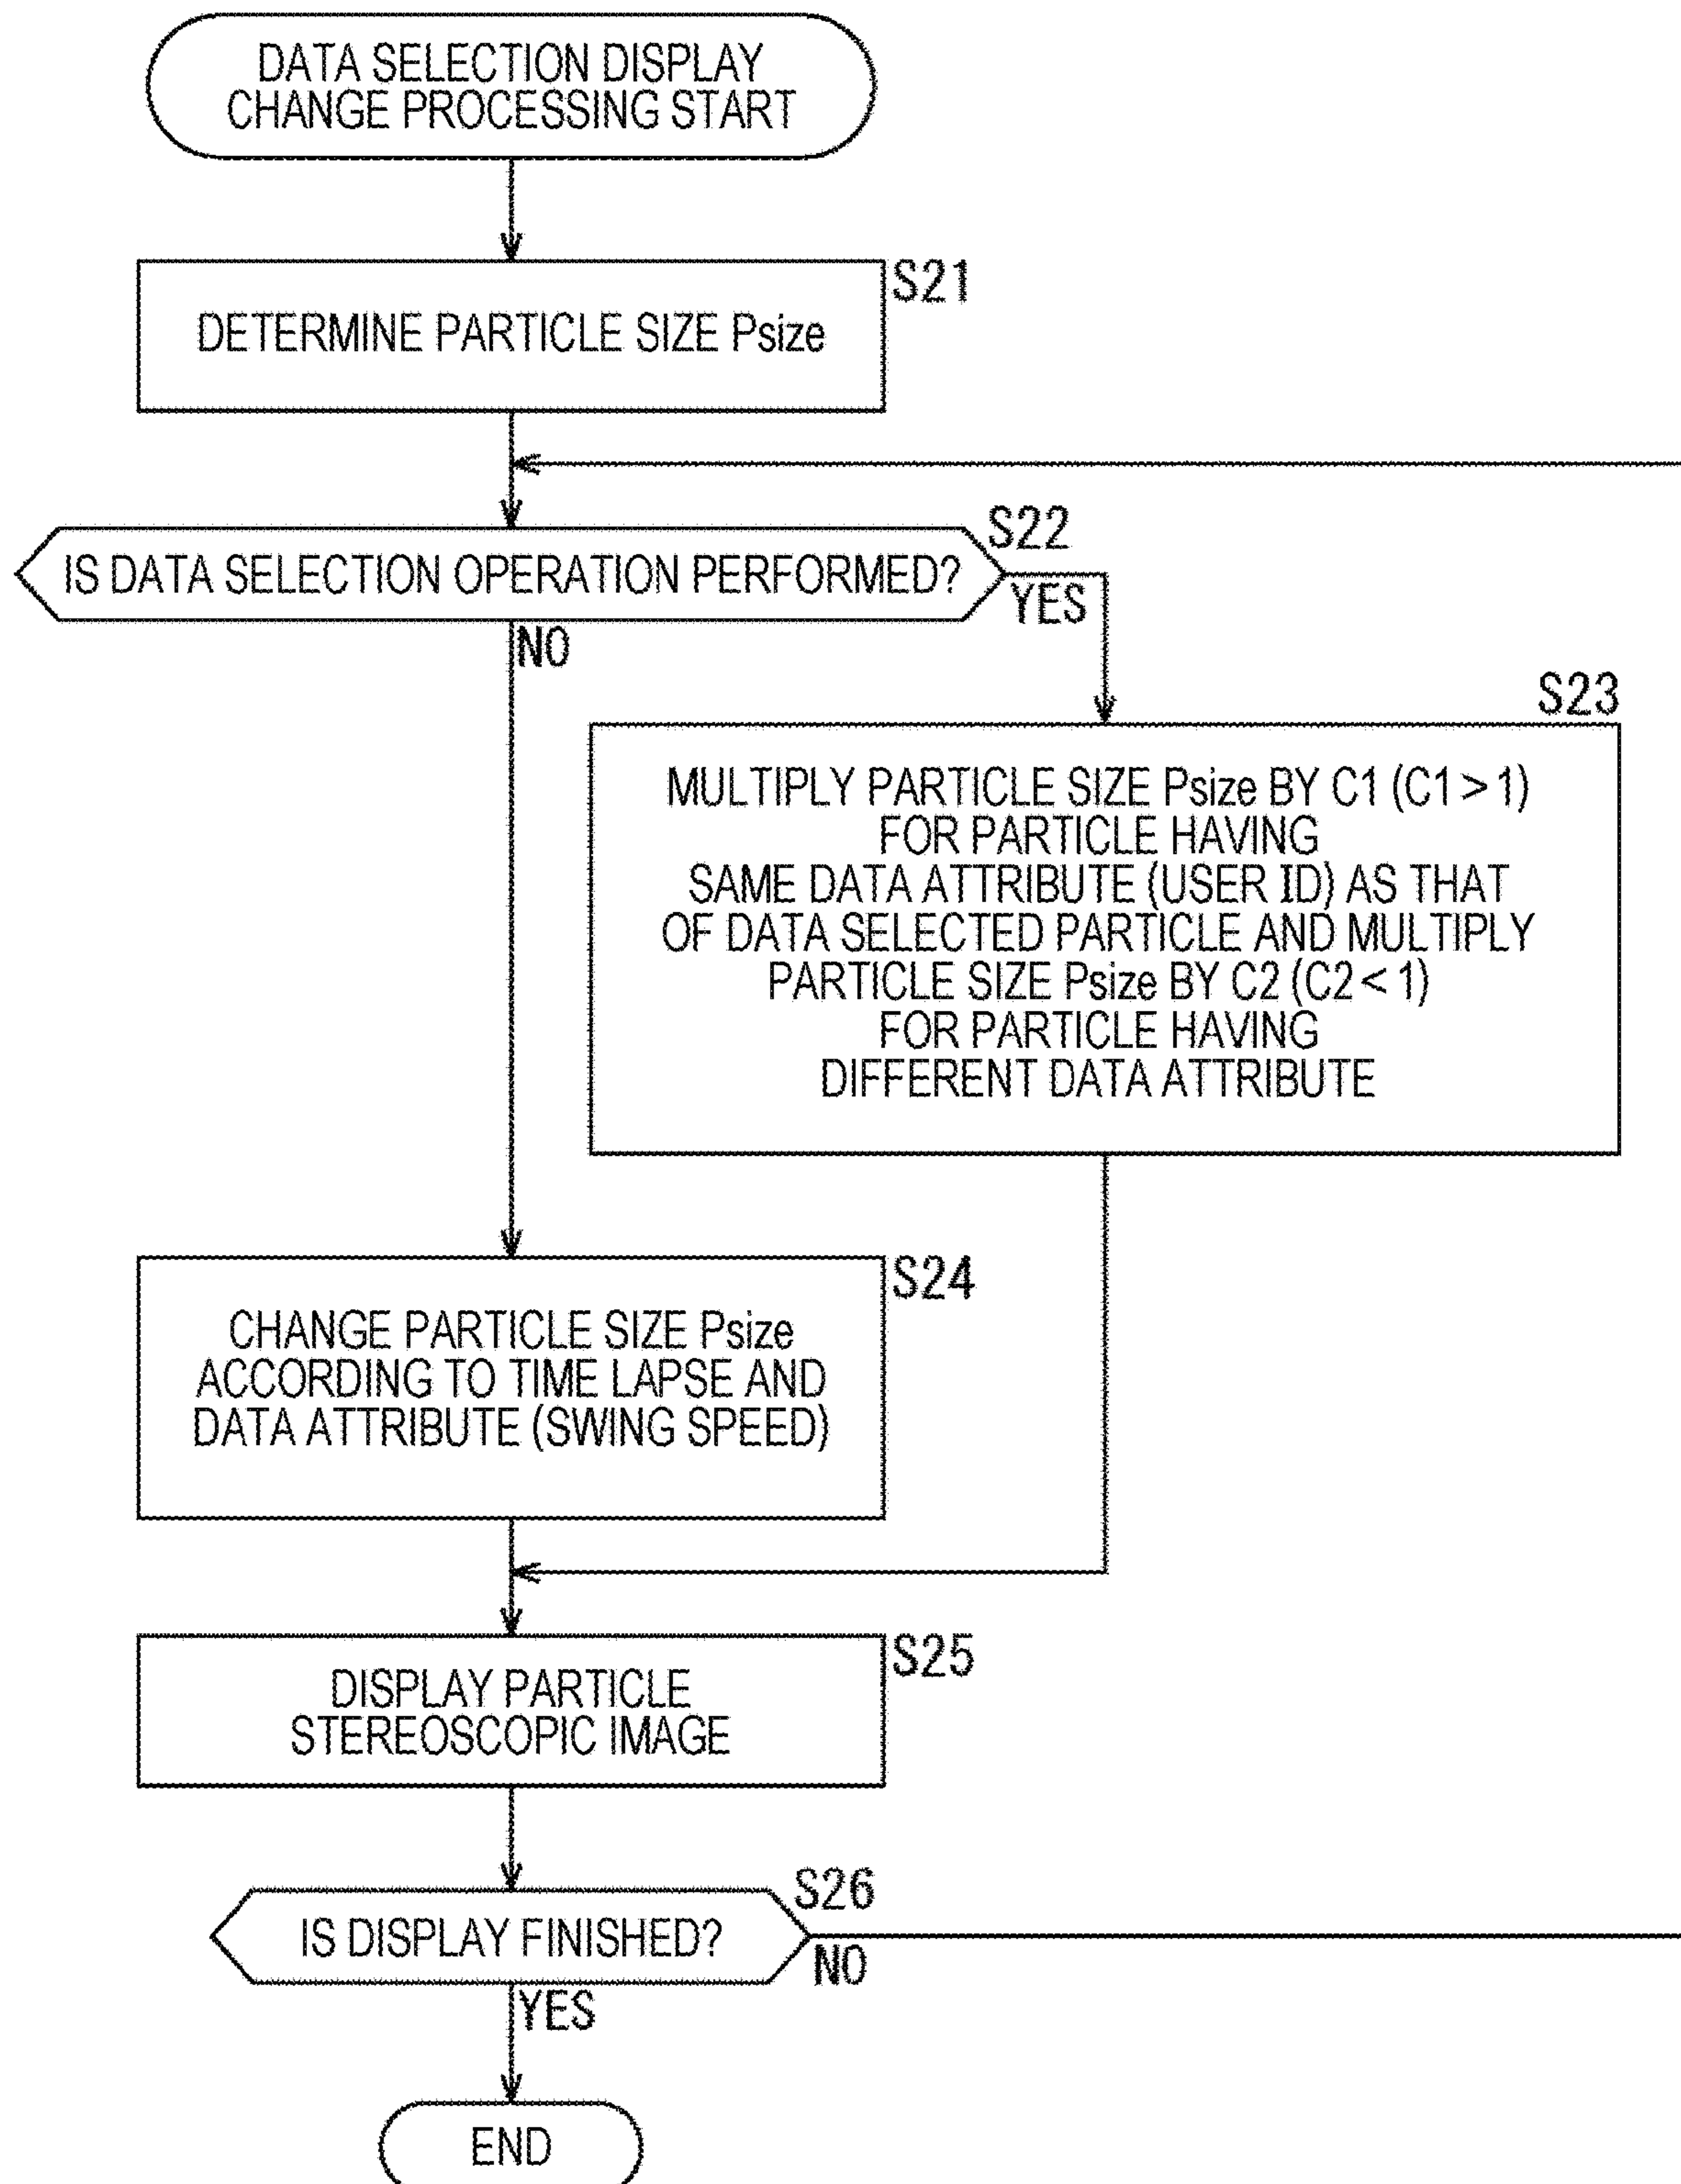 DATA SELECTION DISPLAY
CHANGE PROCESSING START
S21
DETERMINE PARTICLE SIZE Psize
S22
IS DATA SELECTION OPERATION PERFORMED?
YES
NO
S23
MULTIPLY PARTICLE SIZE Psize BY C1 (C1 > 1)
FOR PARTICLE HAVING
SAME DATA ATTRIBUTE (USER ID) AS THAT
OF DATA SELECTED PARTICLE AND MULTIPLY
PARTICLE SIZE Psize BY C2 (C2 < 1)
FOR PARTICLE HAVING
DIFFERENT DATA ATTRIBUTE
S24
CHANGE PARTICLE SIZE Psize
ACCORDING TO TIME LAPSE AND
DATA ATTRIBUTE (SWING SPEED)
S25
DISPLAY PARTICLE
STEREOSCOPIC IMAGE
S26
IS DISPLAY FINISHED?
NO
YES
END